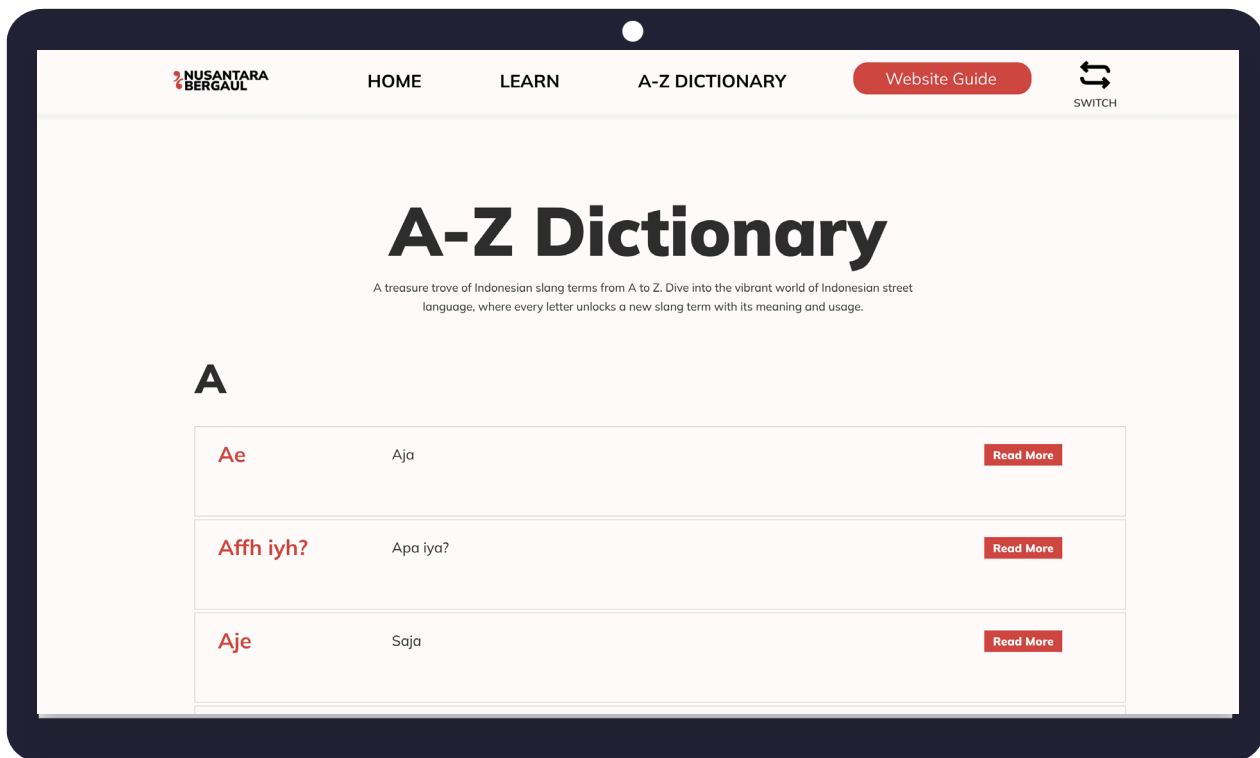 NUSANTARA
BERGAUL
HOME
LEARN
A-Z DICTIONARY
Website Guide
SWITCH
A-Z Dictionary
A treasure trove of Indonesian slang terms from A to Z. Dive into the vibrant world of Indonesian street
language, where every letter unlocks a new slang term with its meaning and usage.
A
Ae
Aja
Read More
Affh iyh?
Apa iya?
Read More
Aje
Saja
Read More